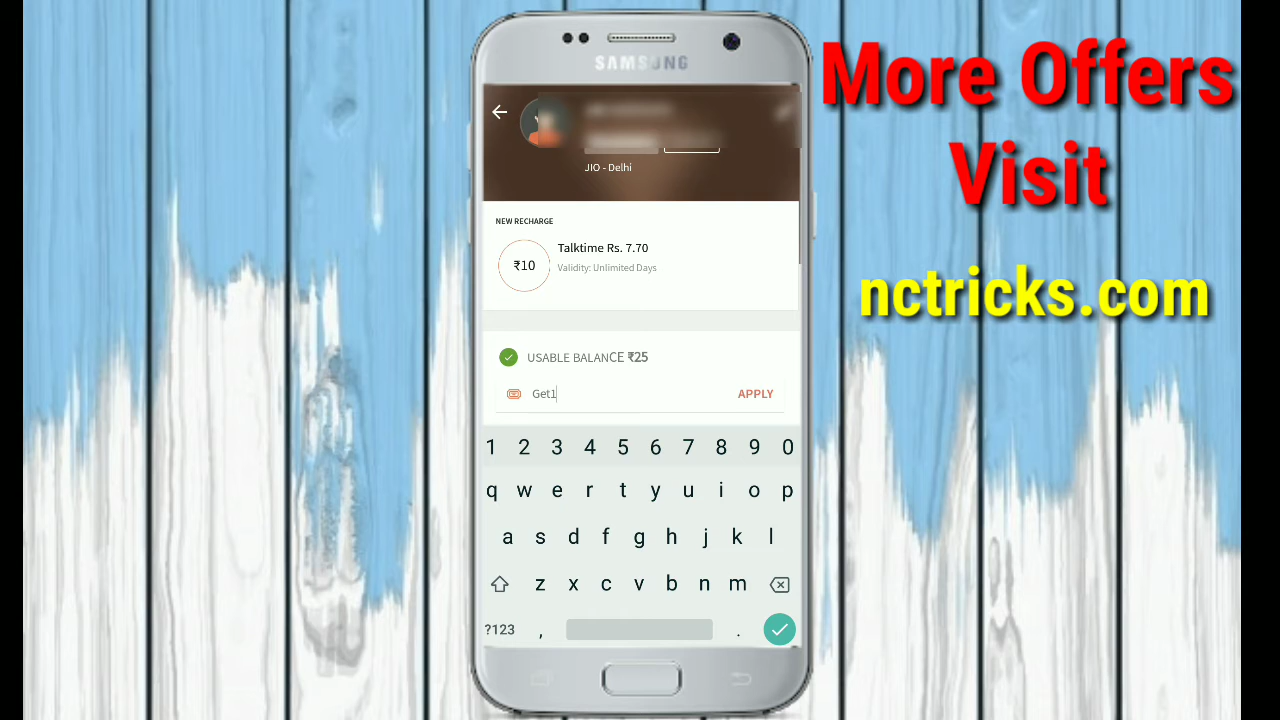 SAMSUNG
JIO - Delhi
NEW RECHARGE
₹10
Talktime Rs. 7.70
Validity: Unlimited Days
USABLE BALANCE ₹25
Get1
APPLY
1 2 3 4 5 6 7 8 9 0
q w e r t y u i o p
a s d f g h j k l
z x c v b n m
?123 , .
More Offers
Visit
nctricks.com